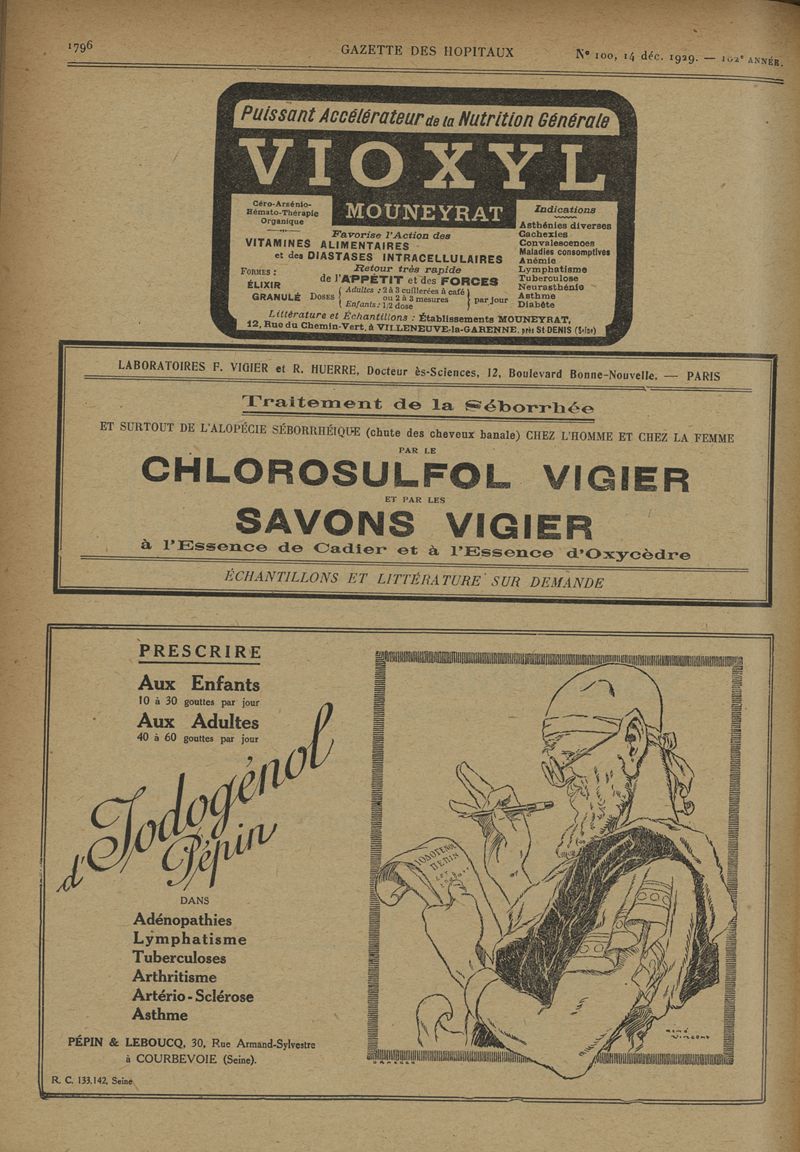 1796
GAZETTE DES HOPITAUX
Nº 100, 14 déc. 1929. — 102e ANNÉE.
Puissant Accélérateur de la Nutrition Générale
VIOXYL
MOUNEYRAT
Céro-Arsénio-
Hémato-Thérapie
Organique
Favorise l'Action des
VITAMINES ALIMENTAIRES
et des DIASTASES INTRACELLULAIRES
Retour très rapide
de l'APPÉTIT et des FORCES
FORMES :
ÉLIXIR
GRANULÉ
DOSES
Adultes : 2 à 3 cuillerées à café
ou 2 à 3 mesures
Enfants : 1/2 dose
par jour
Indications
Asthénies diverses
Cachexies
Convalescences
Maladies consomptives
Anémie
Lymphatisme
Tuberculose
Neurasthénie
Asthme
Diabète
Littérature et Échantillons : Établissements MOUNEYRAT,
12, Rue du Chemin-Vert, à VILLENEUVE-la-GARENNE, près St-DENIS (Seine)
LABORATOIRES F. VIGIER et R. HUERRE, Docteur ès-Sciences, 12, Boulevard Bonne-Nouvelle. — PARIS
Traitement de la Séborrhée
ET SURTOUT DE L'ALOPÉCIE SÉBORRHÉIQUE (chute des cheveux banale) CHEZ L'HOMME ET CHEZ LA FEMME
PAR LE
CHLOROSULFOL VIGIER
ET PAR LES
SAVONS VIGIER
à l'Essence de Cadier et à l'Essence d'Oxycèdre
ÉCHANTILLONS ET LITTÉRATURE SUR DEMANDE
PRESCRIRE
Aux Enfants
10 à 30 gouttes par jour
Aux Adultes
40 à 60 gouttes par jour
d'Iodogénol
Pépin
DANS
Adénopathies
Lymphatisme
Tuberculoses
Arthritisme
Artério-Sclérose
Asthme
PÉPIN & LEBOUCQ, 30, Rue Armand-Sylvestre
à COURBEVOIE (Seine).
R. C. 133.142, Seine
IODOGENOL
PEPIN
RENÉ
VINCENT